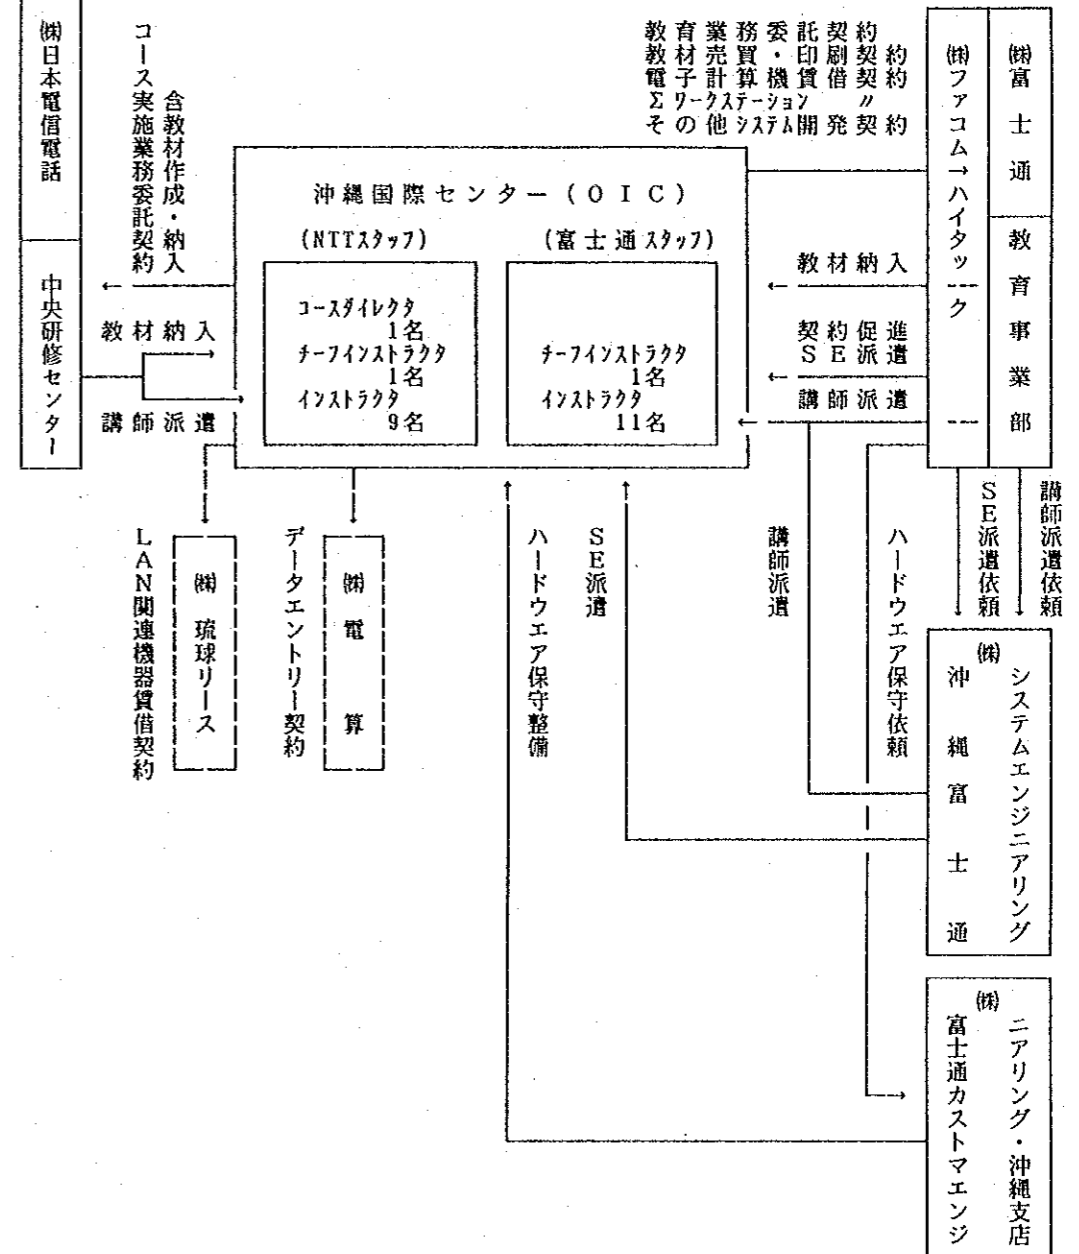 ㈱日本電信電話
中央研修センター
コース実施業務委託契約
含教材作成・納入
教育業務委託契約
教材売買・印刷契約
電子計算機賃借契約
Σワークステーション 〃
その他システム開発契約
㈱ファコム→ハイタック
㈱富士通
教育事業部
沖縄国際センター(OIC)
(NTTスタッフ)
(富士通スタッフ)
コースダイレクタ
1名
チーフインストラクタ
1名
インストラクタ
9名
チーフインストラクタ
1名
インストラクタ
11名
教材納入
講師派遣
教材納入
契約促進
SE派遣
講師派遣
LAN関連機器賃借契約
㈱琉球リース
データエントリー契約
㈱電算
ハードウエア保守整備
SE派遣
講師派遣
ハードウエア保守依頼
SE派遣依頼
講師派遣依頼
㈱沖縄富士通
システムエンジニアリング
㈱富士通カストマエンジ
ニアリング・沖縄支店